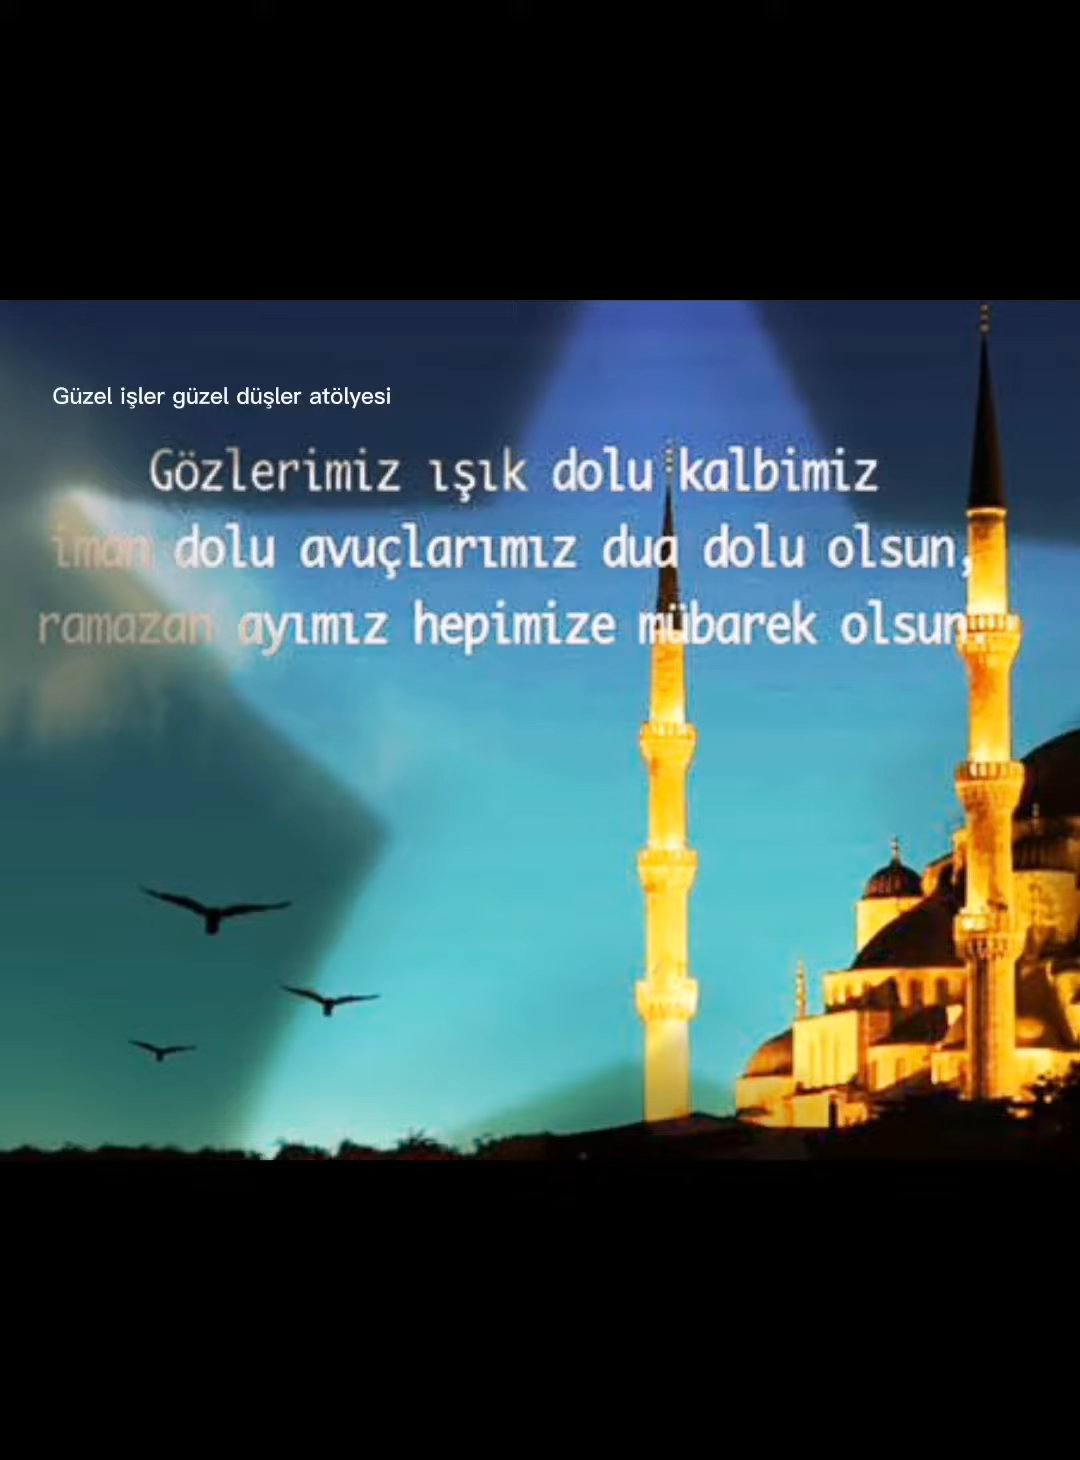 Güzel işler güzel düşler atölyesi
Gözlerimiz ışık dolu kalbimiz
iman dolu avuçlarımız dua dolu olsun,
ramazan ayımız hepimize mübarek olsun.